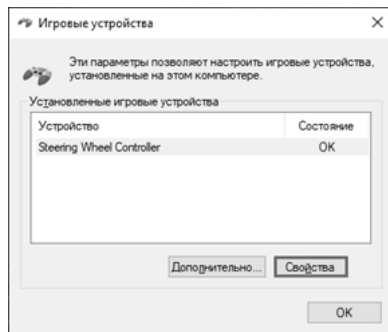 Игровые устройства
Эти параметры позволяют настроить игровые устройства,
установленные на этом компьютере.
Установленные игровые устройства
Устройство Состояние
Steering Wheel Controller OK
Дополнительно... Свойства
OK